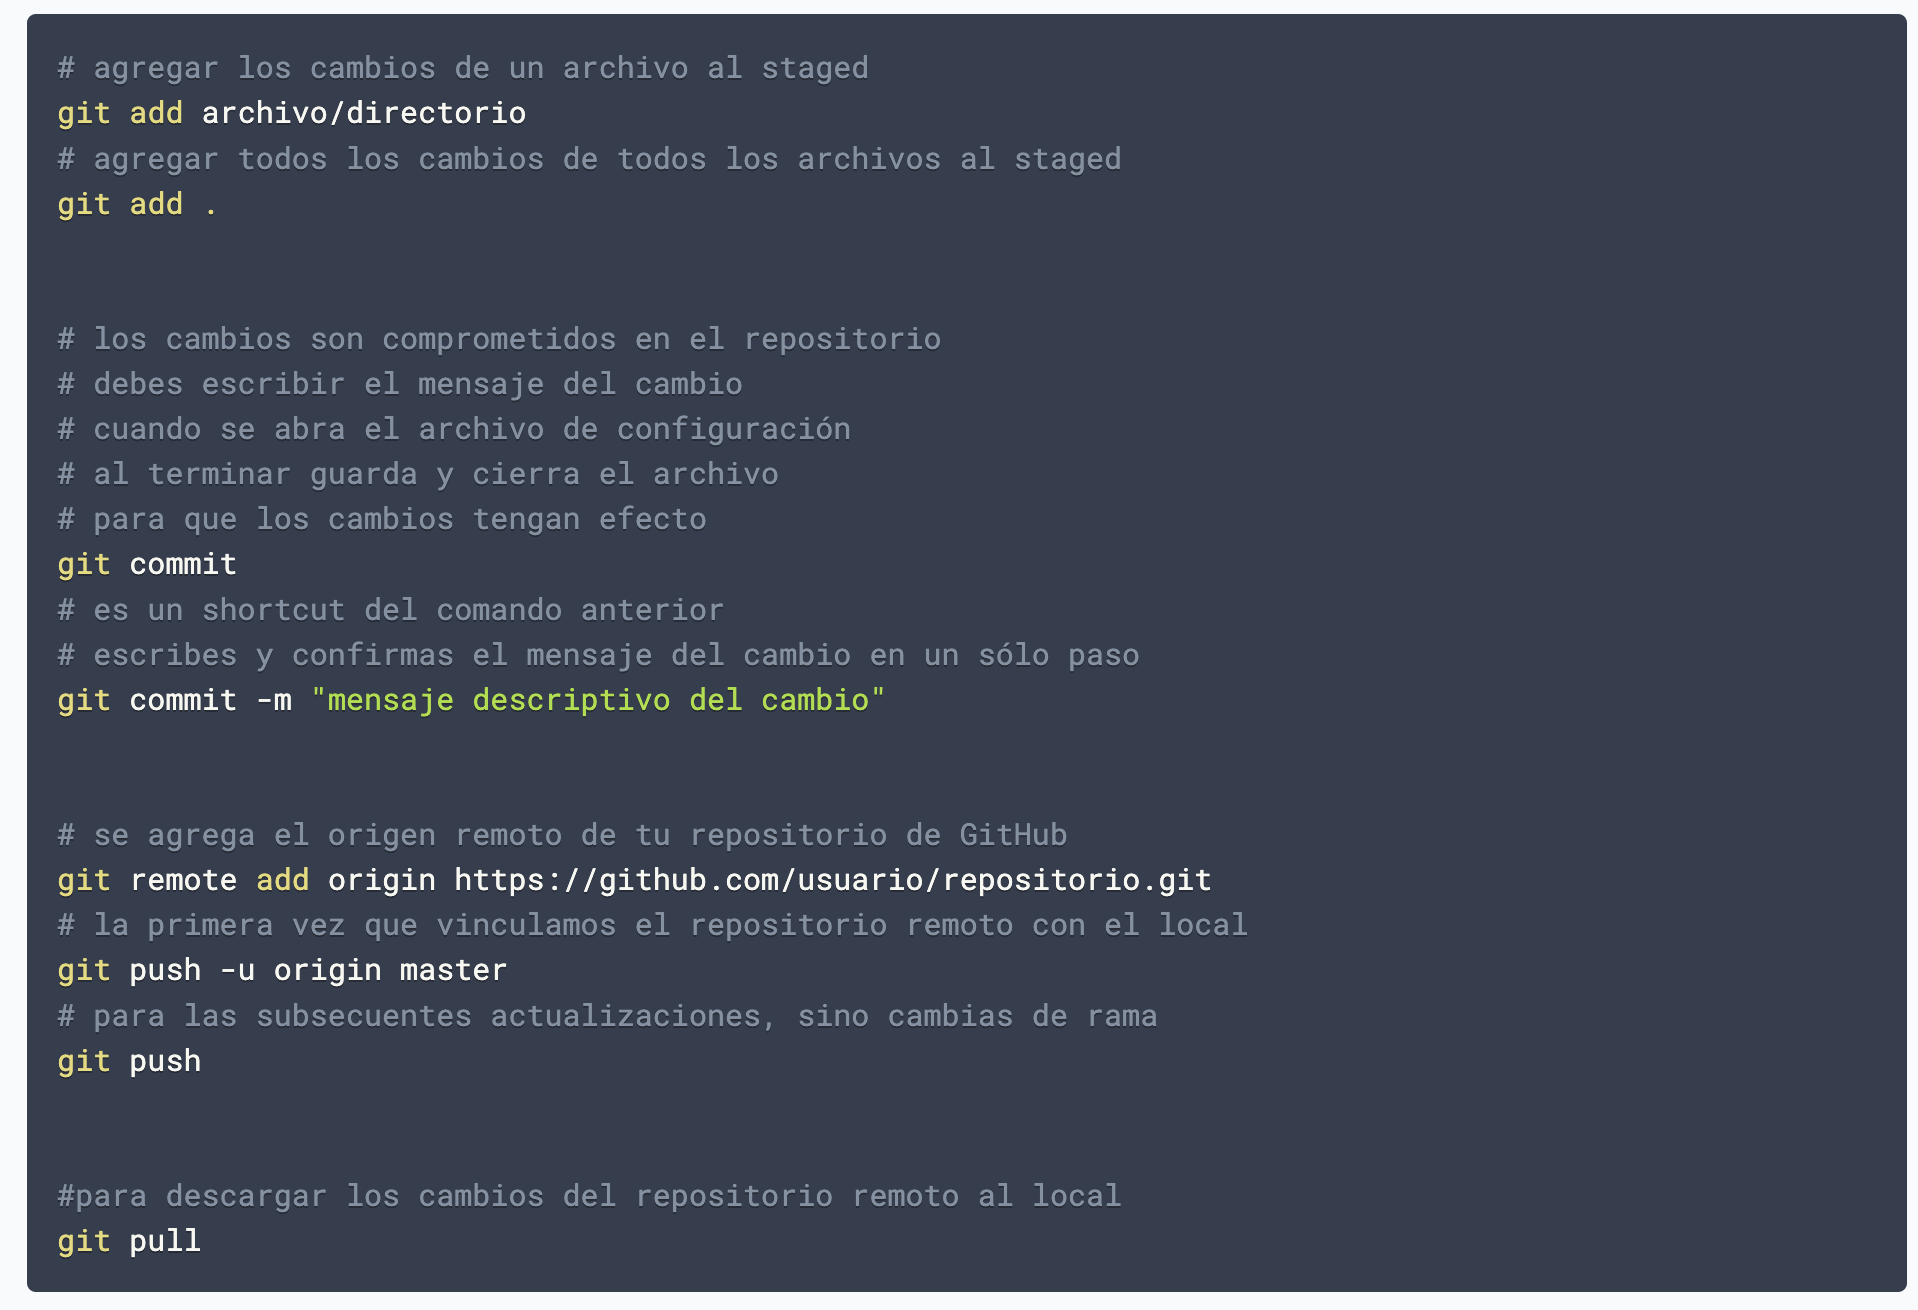 # agregar los cambios de un archivo al staged
git add archivo/directorio
# agregar todos los cambios de todos los archivos al staged
git add .
# los cambios son comprometidos en el repositorio
# debes escribir el mensaje del cambio
# cuando se abra el archivo de configuración
# al terminar guarda y cierra el archivo
# para que los cambios tengan efecto
git commit
# es un shortcut del comando anterior
# escribes y confirmas el mensaje del cambio en un sólo paso
git commit -m "mensaje descriptivo del cambio"
# se agrega el origen remoto de tu repositorio de GitHub
git remote add origin https://github.com/usuario/repositorio.git
# la primera vez que vinculamos el repositorio remoto con el local
git push -u origin master
# para las subsecuentes actualizaciones, sino cambias de rama
git push
#para descargar los cambios del repositorio remoto al local
git pull